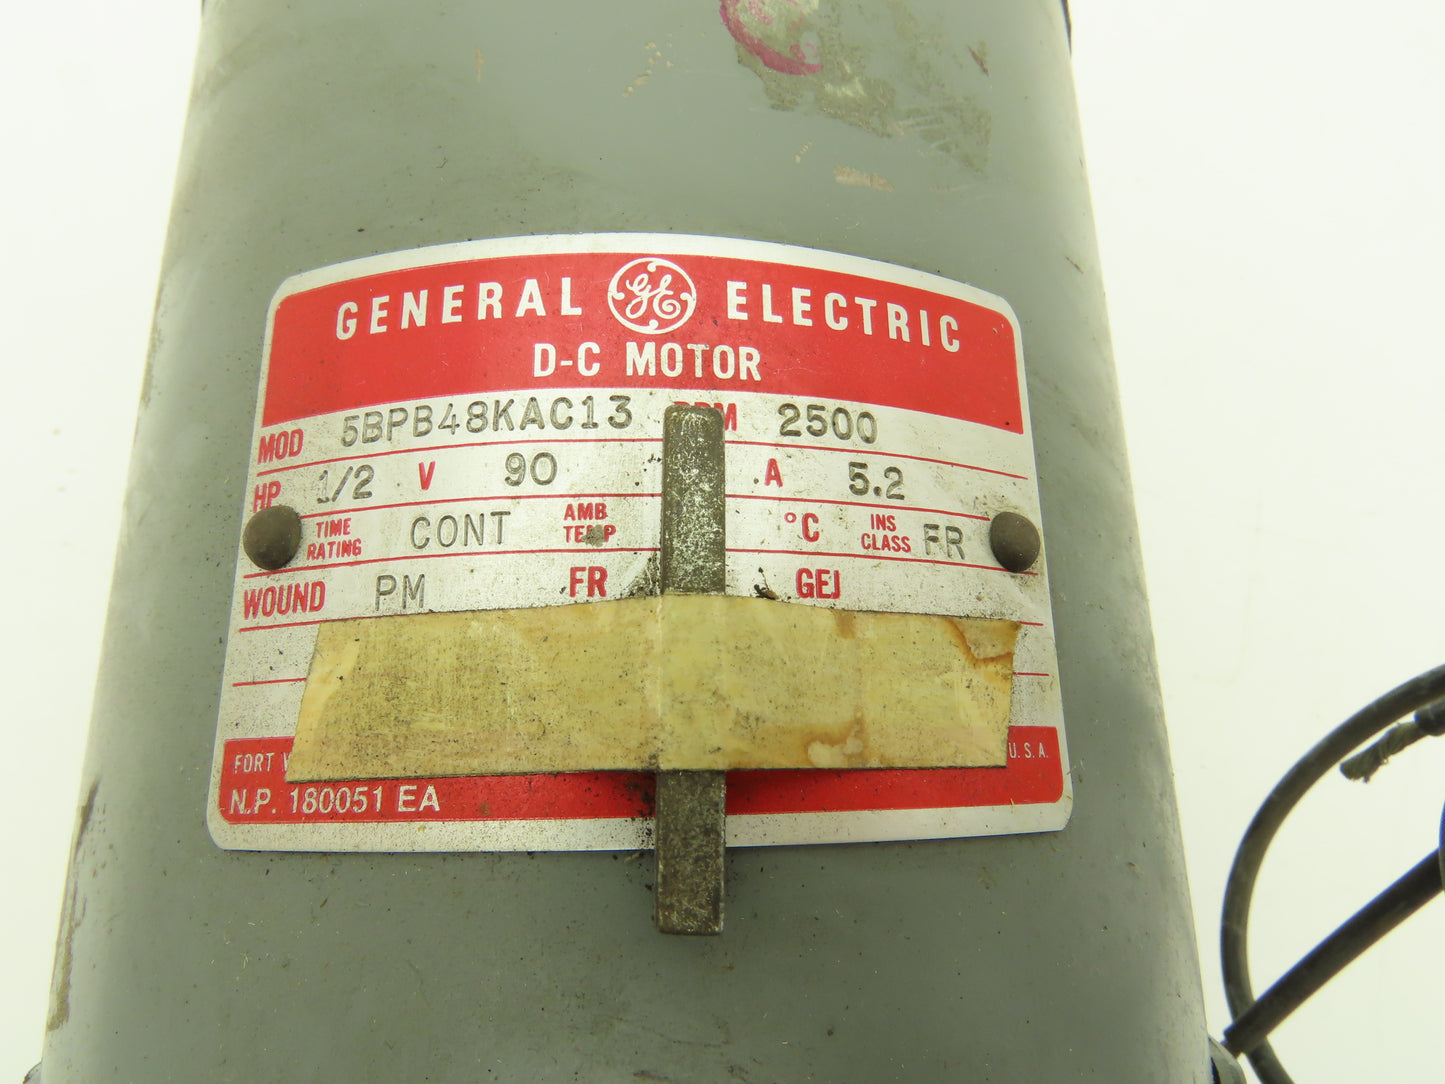 GENERAL GE ELECTRIC
D-C MOTOR
MOD 5BPB48KAC13 RPM 2500
HP 1/2 V 90 A 5.2
TIME RATING CONT AMB TEMP °C INS CLASS FR
WOUND PM FR GEJ
FORT U.S.A.
N.P. 180051 EA